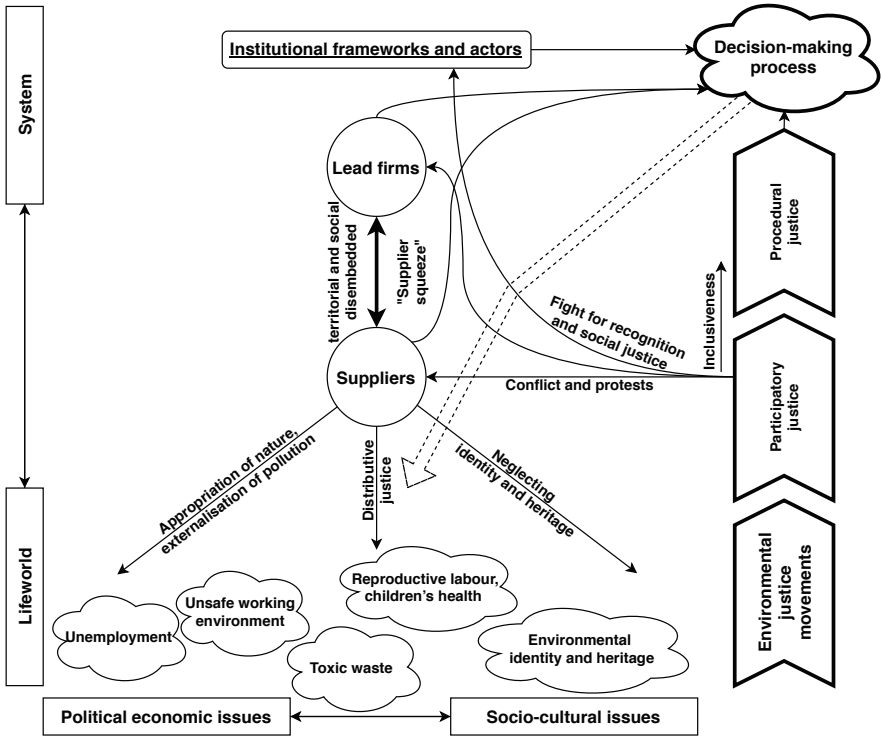 Institutional frameworks and actors
Decision-making
process
System
Lead firms
territorial and social
disembedded
"Supplier
squeeze"
Procedural
justice
Inclusiveness
Fight for recognition
and social justice
Suppliers
Conflict and protests
Participatory
justice
Appropriation of nature,
externalisation of pollution
Distributive
justice
Neglecting
identity and heritage
Lifeworld
Environmental
justice
movements
Unemployment
Unsafe working
environment
Reproductive labour,
children's health
Toxic waste
Environmental
identity and heritage
Political economic issues
Socio-cultural issues